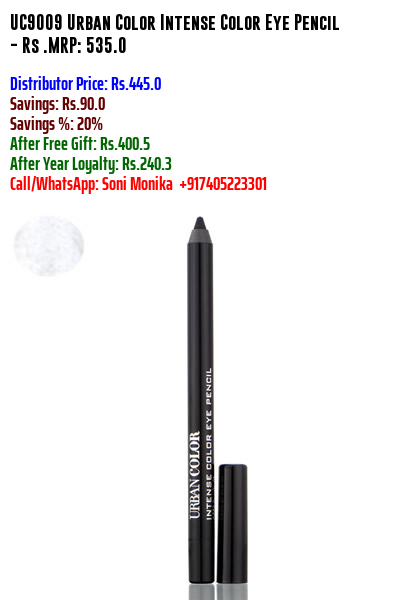 UC9009 Urban Color Intense Color Eye Pencil
- Rs .MRP: 535.0
Distributor Price: Rs.445.0
Savings: Rs.90.0
Savings %: 20%
After Free Gift: Rs.400.5
After Year Loyalty: Rs.240.3
Call/WhatsApp: Soni Monika +917405223301
URBAN COLOR
INTENSE COLOR EYE PENCIL